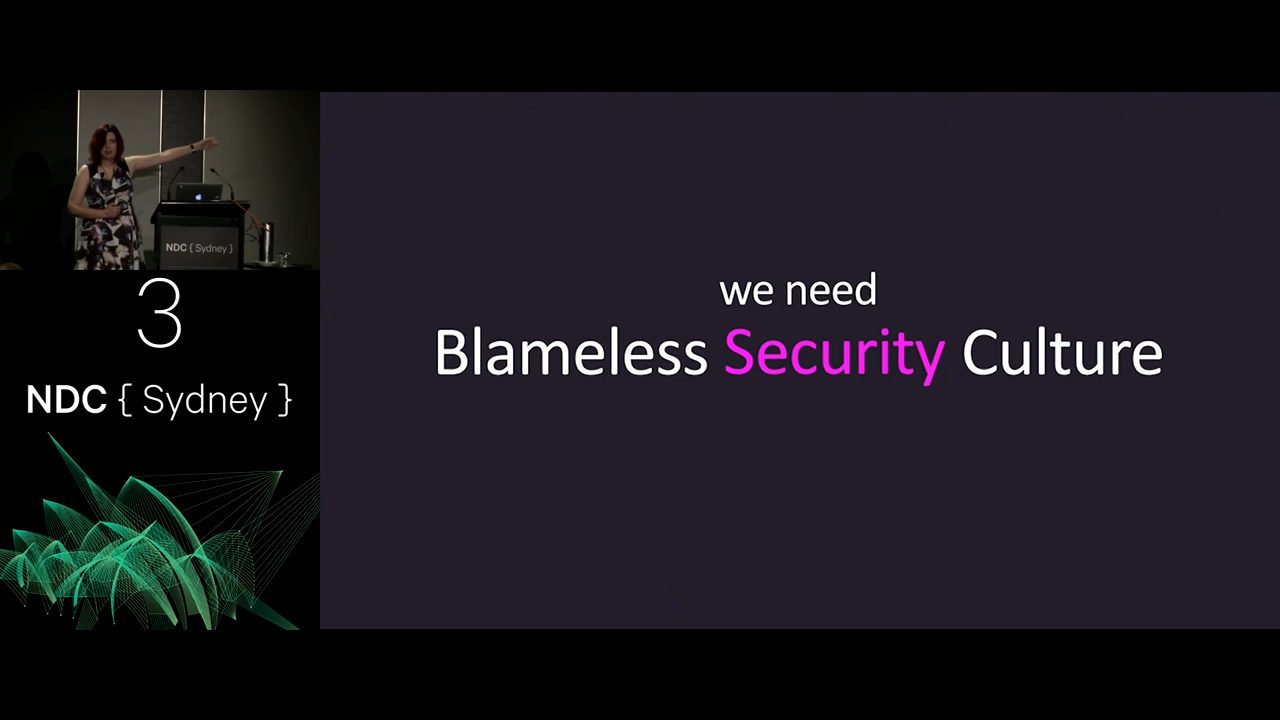 NDC { Sydney }
3
NDC { Sydney }
we need
Blameless Security Culture